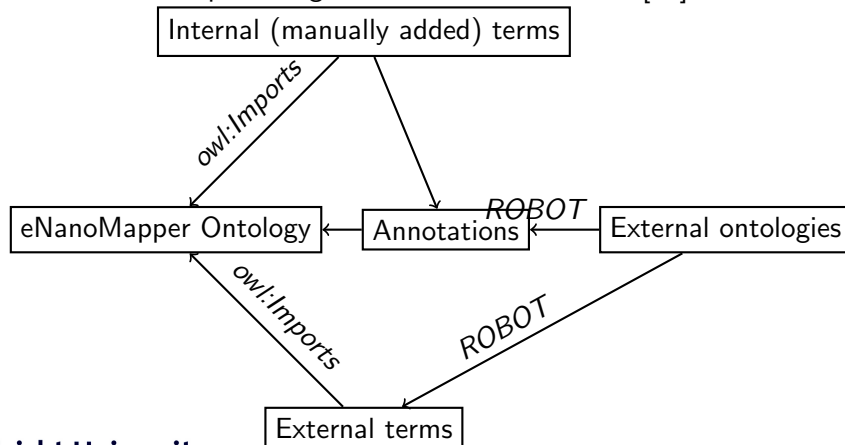 Internal (manually added) terms
owl:Imports
eNanoMapper Ontology
Annotations
ROBOT
External ontologies
owl:Imports
ROBOT
External terms